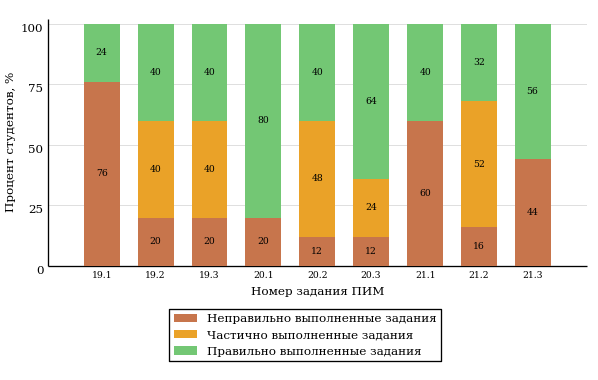 100
75
50
25
0
Процент студентов, %
24 40 40 80 40 64 40 32 56
76 40 40 20 48 24 60 52 44
20 20 12 12 16
19.1 19.2 19.3 20.1 20.2 20.3 21.1 21.2 21.3
Номер задания ПИМ
Неправильно выполненные задания
Частично выполненные задания
Правильно выполненные задания